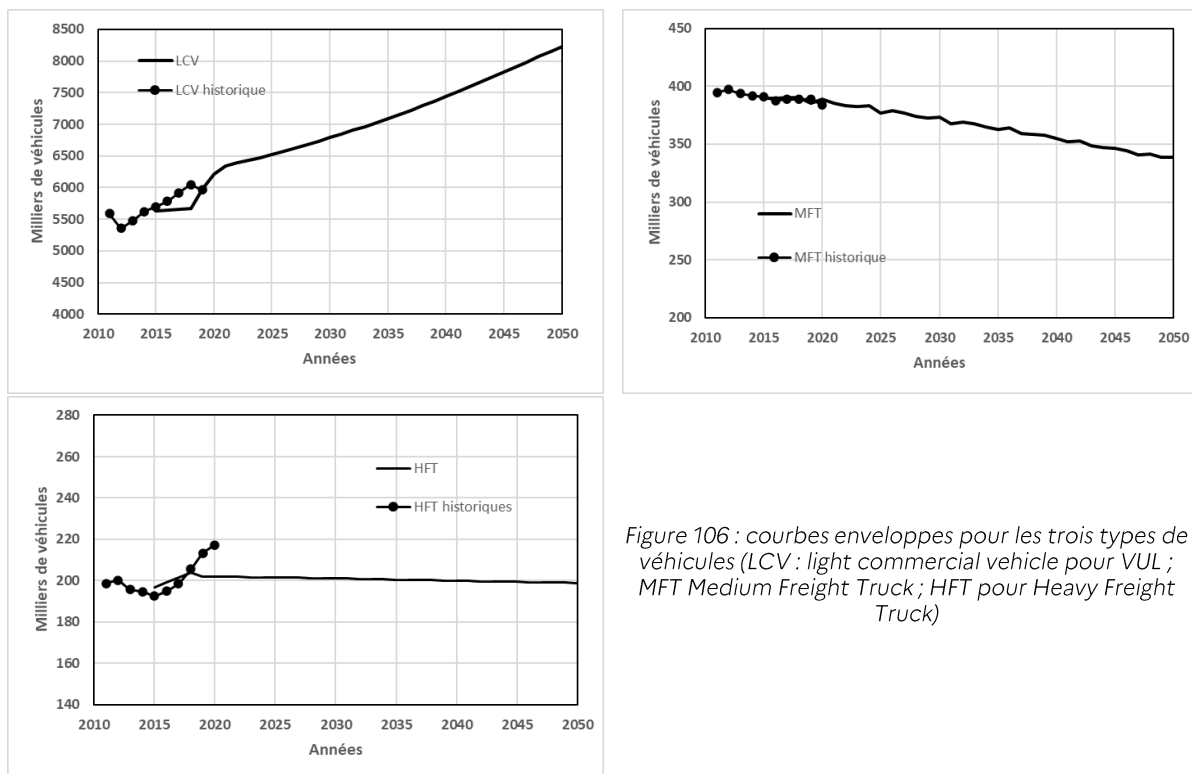 8500
8000
7500
7000
6500
6000
5500
5000
4500
4000
Milliers de véhicules
LCV
LCV historique
2010 2015 2020 2025 2030 2035 2040 2045 2050
Années
450
400
350
300
250
200
Milliers de véhicules
MFT
MFT historique
2010 2015 2020 2025 2030 2035 2040 2045 2050
Années
280
260
240
220
200
180
160
140
Milliers de véhicules
HFT
HFT historiques
2010 2015 2020 2025 2030 2035 2040 2045 2050
Années
Figure 106 : courbes enveloppes pour les trois types de
véhicules (LCV : light commercial vehicle pour VUL ;
MFT Medium Freight Truck ; HFT pour Heavy Freight
Truck)